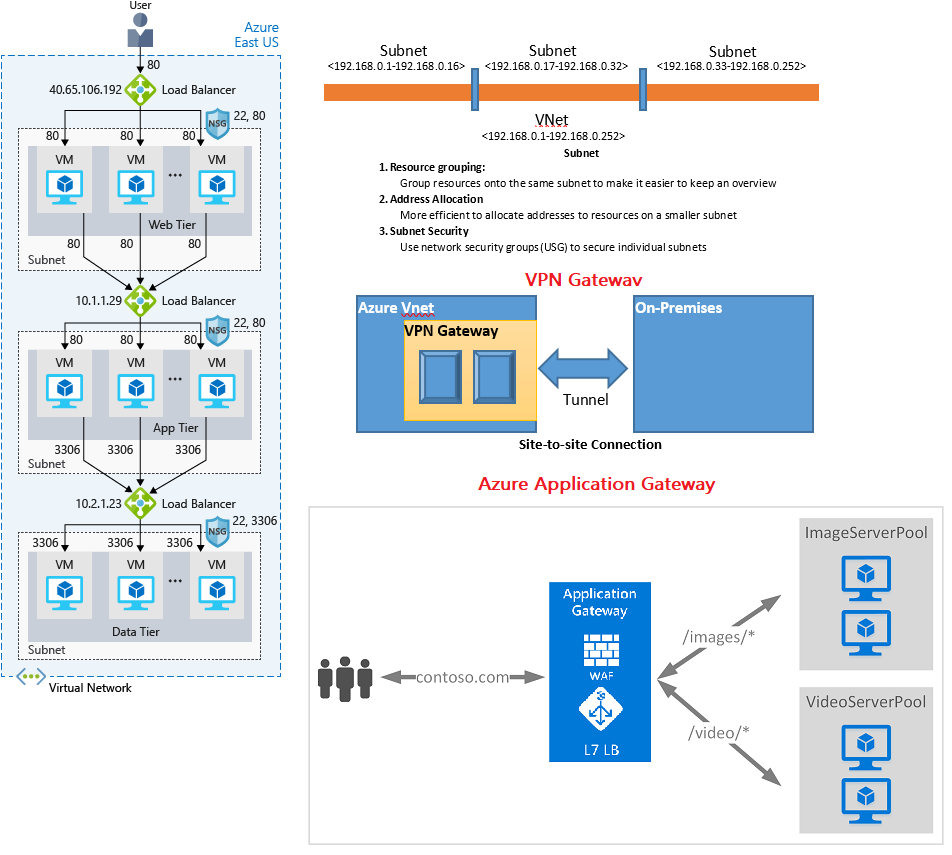 User
Azure
East US
80
40.65.106.192 Load Balancer
NSG 22, 80
80 80 80
VM VM VM
...
Web Tier
80 80 80
Subnet
10.1.1.29 Load Balancer
NSG 22, 80
80 80 80
VM VM VM
...
App Tier
3306 3306 3306
Subnet
10.2.1.23 Load Balancer
NSG 22, 3306
3306 3306 3306
VM VM VM
...
Data Tier
Subnet
Virtual Network
Subnet Subnet Subnet
<192.168.0.1-192.168.0.16> <192.168.0.17-192.168.0.32> <192.168.0.33-192.168.0.252>
VNet
<192.168.0.1-192.168.0.252>
Subnet
1. Resource grouping:
Group resources onto the same subnet to make it easier to keep an overview
2. Address Allocation
More efficient to allocate addresses to resources on a smaller subnet
3. Subnet Security
Use network security groups (USG) to secure individual subnets
VPN Gateway
Azure Vnet On-Premises
VPN Gateway
Tunnel
Site-to-site Connection
Azure Application Gateway
contoso.com
Application
Gateway
WAF
L7 LB
/images/*
/video/*
ImageServerPool
VideoServerPool